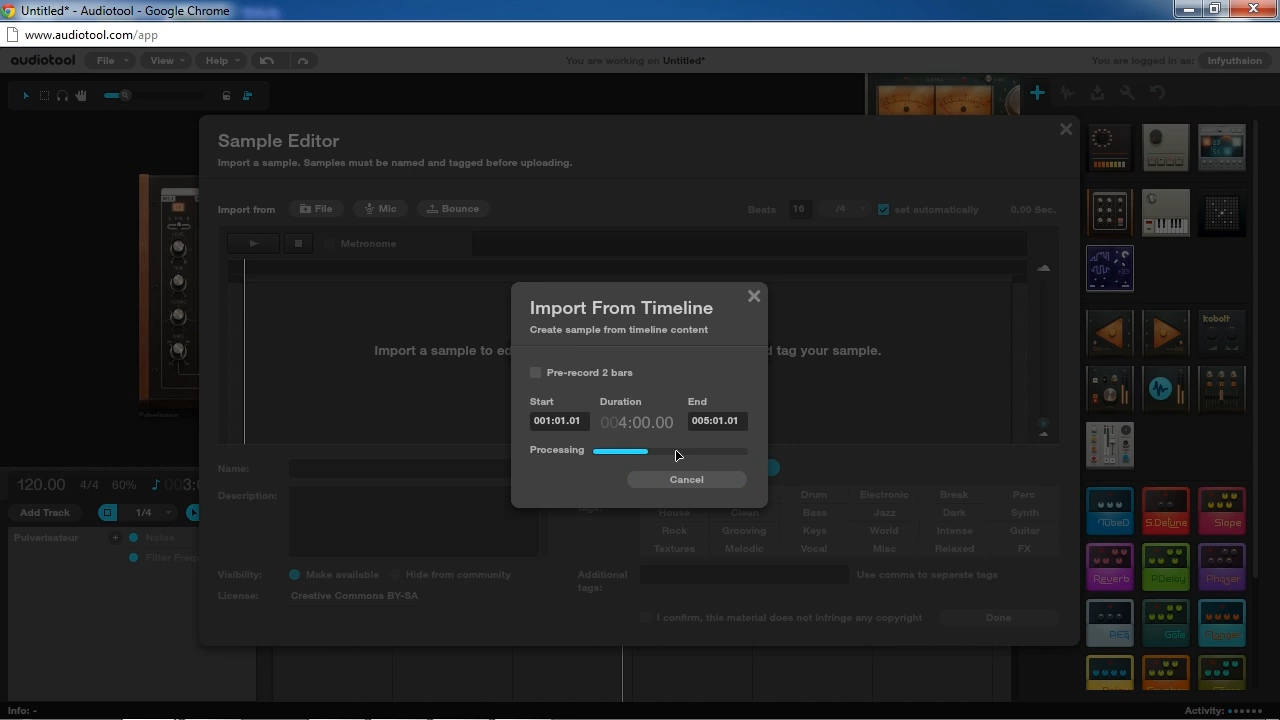 Untitled* - Audiotool - Google Chrome
www.audiotool.com/app
audiotool File View Help You are working on Untitled* You are logged in as: Infyuthsion
Sample Editor
Import a sample. Samples must be named and tagged before uploading.
Import from File Mic Bounce Beats 16 /4 set automatically 0.00 Sec.
Metronome
Import a sample to ed
d tag your sample.
Import From Timeline
Create sample from timeline content
Pre-record 2 bars
Start Duration End
001:01.01 004:00.00 005:01.01
Processing
Cancel
Name:
Description:
Tags:
Drum Electronic Break Perc
House Clean Bass Jazz Dark Synth
Rock Grooving Keys World Intense Guitar
Textures Melodic Vocal Misc Relaxed FX
Visibility: Make available Hide from community
License: Creative Commons BY-SA
Additional tags: Use comma to separate tags
I confirm, this material does not infringe any copyright Done
Pulverisateur
120.00 4/4 60%
Add Track 1/4
Pulverisateur + Notes
Filter Freq
kobolt
TubeD S.Detune Slope
Reverb P.Delay Phaser
PEQ Gate Flanger
Info: -
Activity: